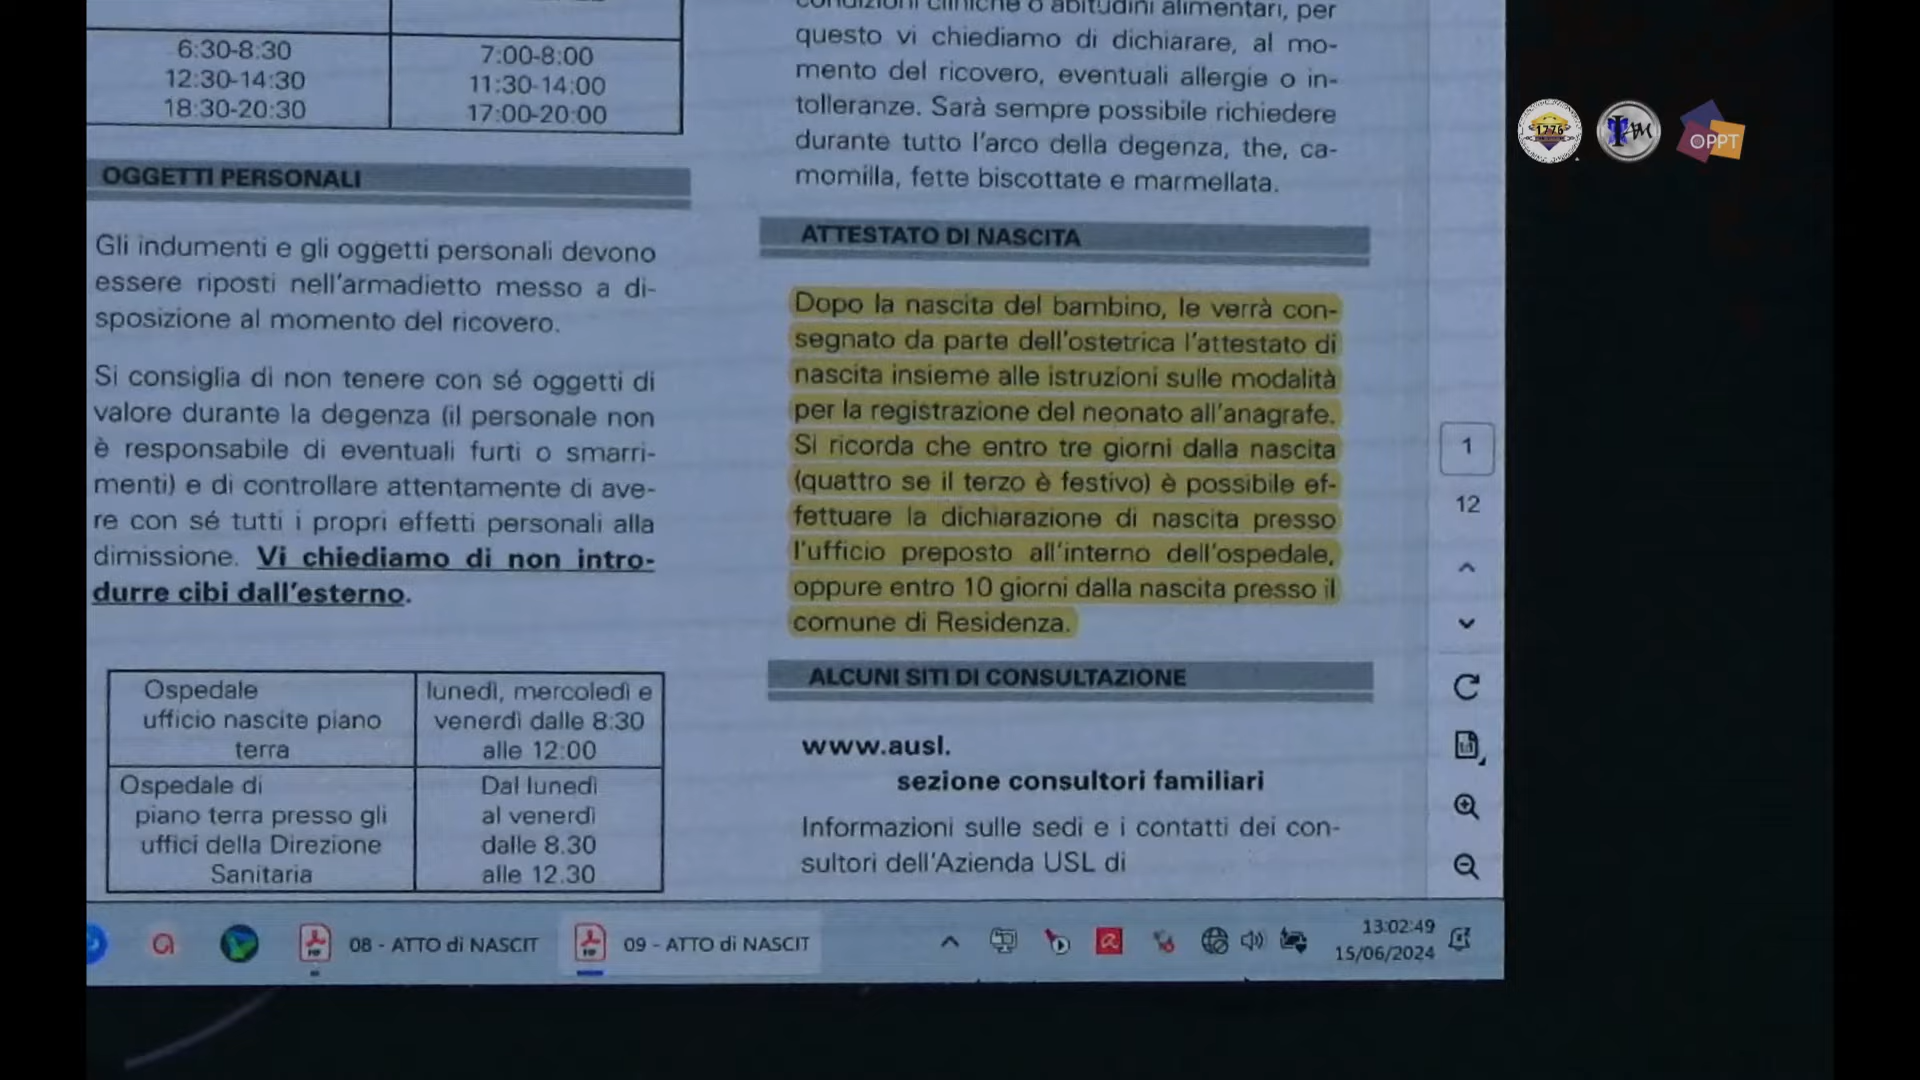 6:30-8:30
12:30-14:30
18:30-20:30
7:00-8:00
11:30-14:00
17:00-20:00
OGGETTI PERSONALI
Gli indumenti e gli oggetti personali devono
essere riposti nell'armadietto messo a di-
sposizione al momento del ricovero.
Si consiglia di non tenere con sé oggetti di
valore durante la degenza (il personale non
è responsabile di eventuali furti o smarri-
menti) e di controllare attentamente di ave-
re con sé tutti i propri effetti personali alla
dimissione. Vi chiediamo di non intro-
durre cibi dall'esterno.
Ospedale
ufficio nascite piano
terra
lunedì, mercoledì e
venerdì dalle 8:30
alle 12:00
Ospedale di
piano terra presso gli
uffici della Direzione
Sanitaria
Dal lunedì
al venerdì
dalle 8.30
alle 12.30
condizioni cliniche o abitudini alimentari, per
questo vi chiediamo di dichiarare, al mo-
mento del ricovero, eventuali allergie o in-
tolleranze. Sarà sempre possibile richiedere
durante tutto l'arco della degenza, the, ca-
momilla, fette biscottate e marmellata.
ATTESTATO DI NASCITA
Dopo la nascita del bambino, le verrà con-
segnato da parte dell'ostetrica l'attestato di
nascita insieme alle istruzioni sulle modalità
per la registrazione del neonato all'anagrafe.
Si ricorda che entro tre giorni dalla nascita
(quattro se il terzo è festivo) è possibile ef-
fettuare la dichiarazione di nascita presso
l'ufficio preposto all'interno dell'ospedale,
oppure entro 10 giorni dalla nascita presso il
comune di Residenza.
ALCUNI SITI DI CONSULTAZIONE
www.ausl.
sezione consultori familiari
Informazioni sulle sedi e i contatti dei con-
sultori dell'Azienda USL di
1
12
08 - ATTO di NASCIT
09 - ATTO di NASCIT
13:02:49
15/06/2024
1776
OPPT